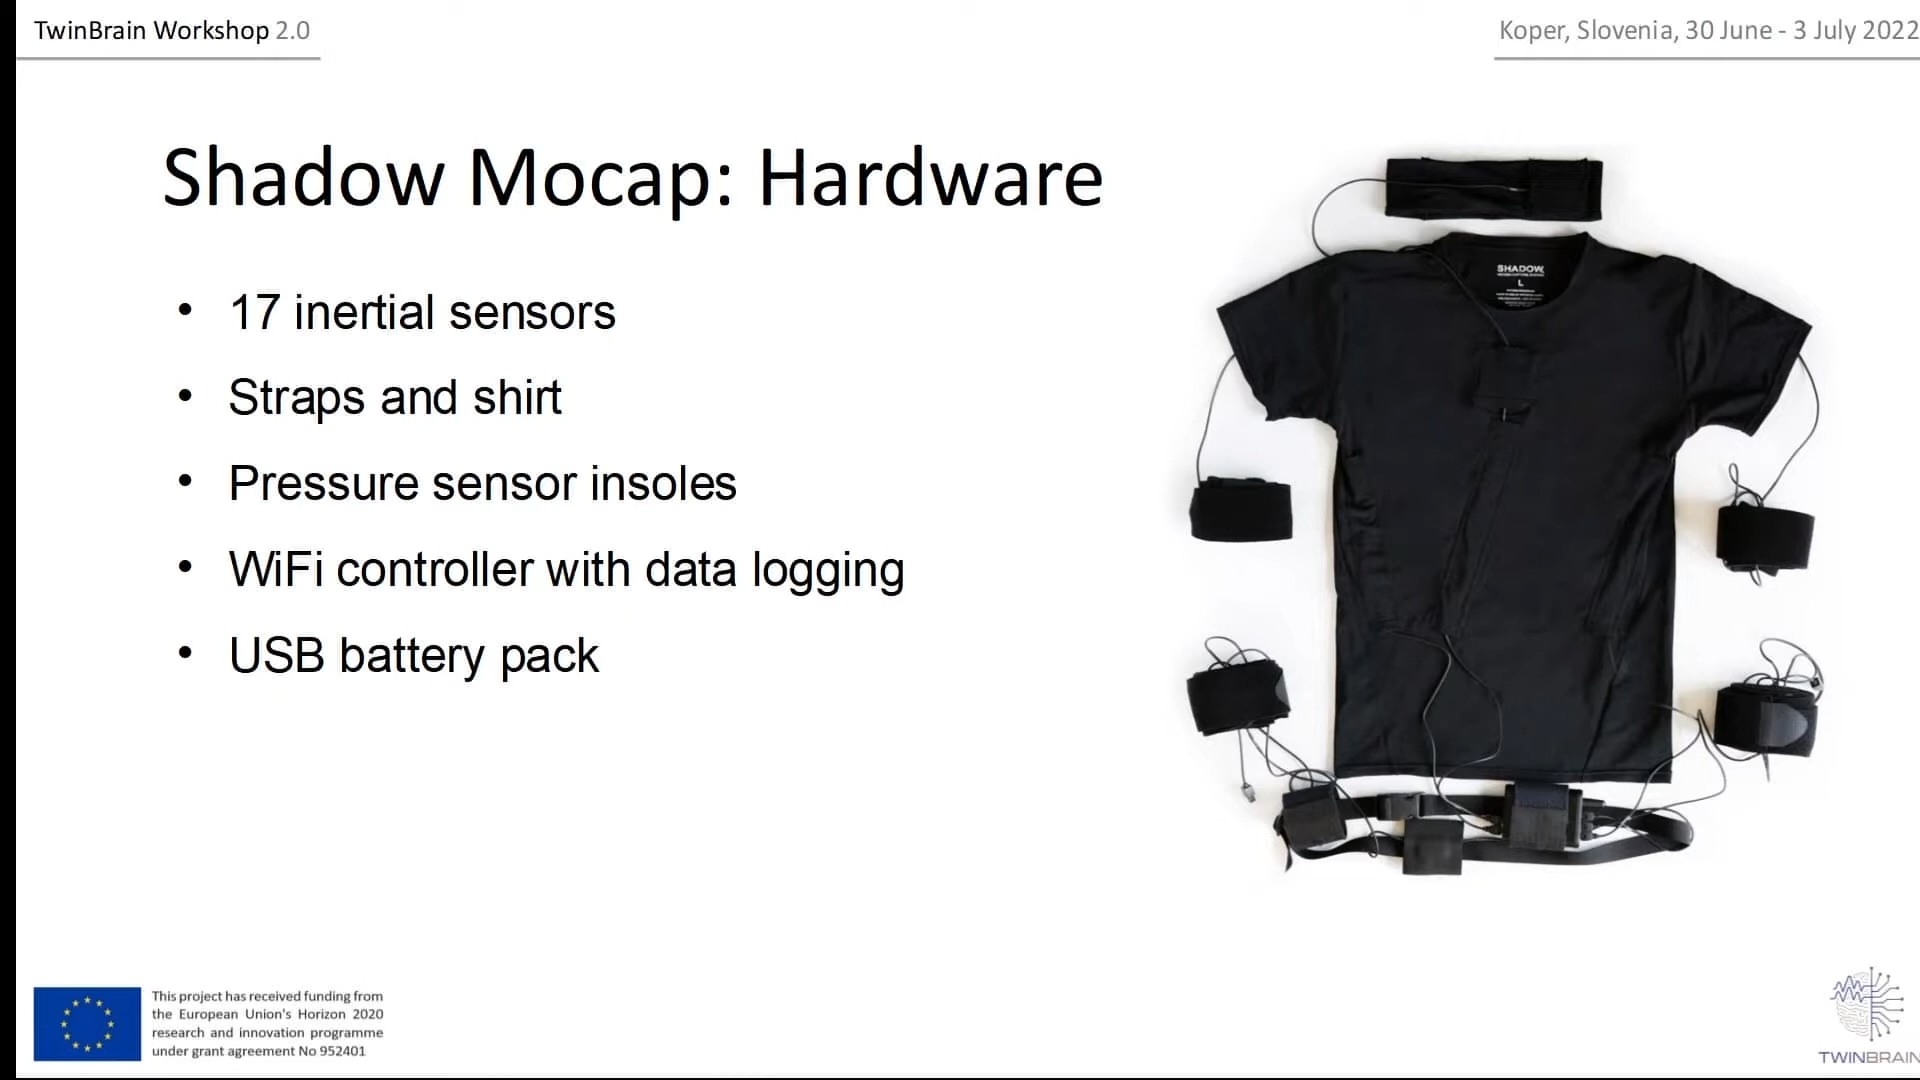 TwinBrain Workshop 2.0
Koper, Slovenia, 30 June - 3 July 2022
Shadow Mocap: Hardware
• 17 inertial sensors
• Straps and shirt
• Pressure sensor insoles
• WiFi controller with data logging
• USB battery pack
SHADOW
L
This project has received funding from
the European Union's Horizon 2020
research and innovation programme
under grant agreement No 952401
TWINBRAIN